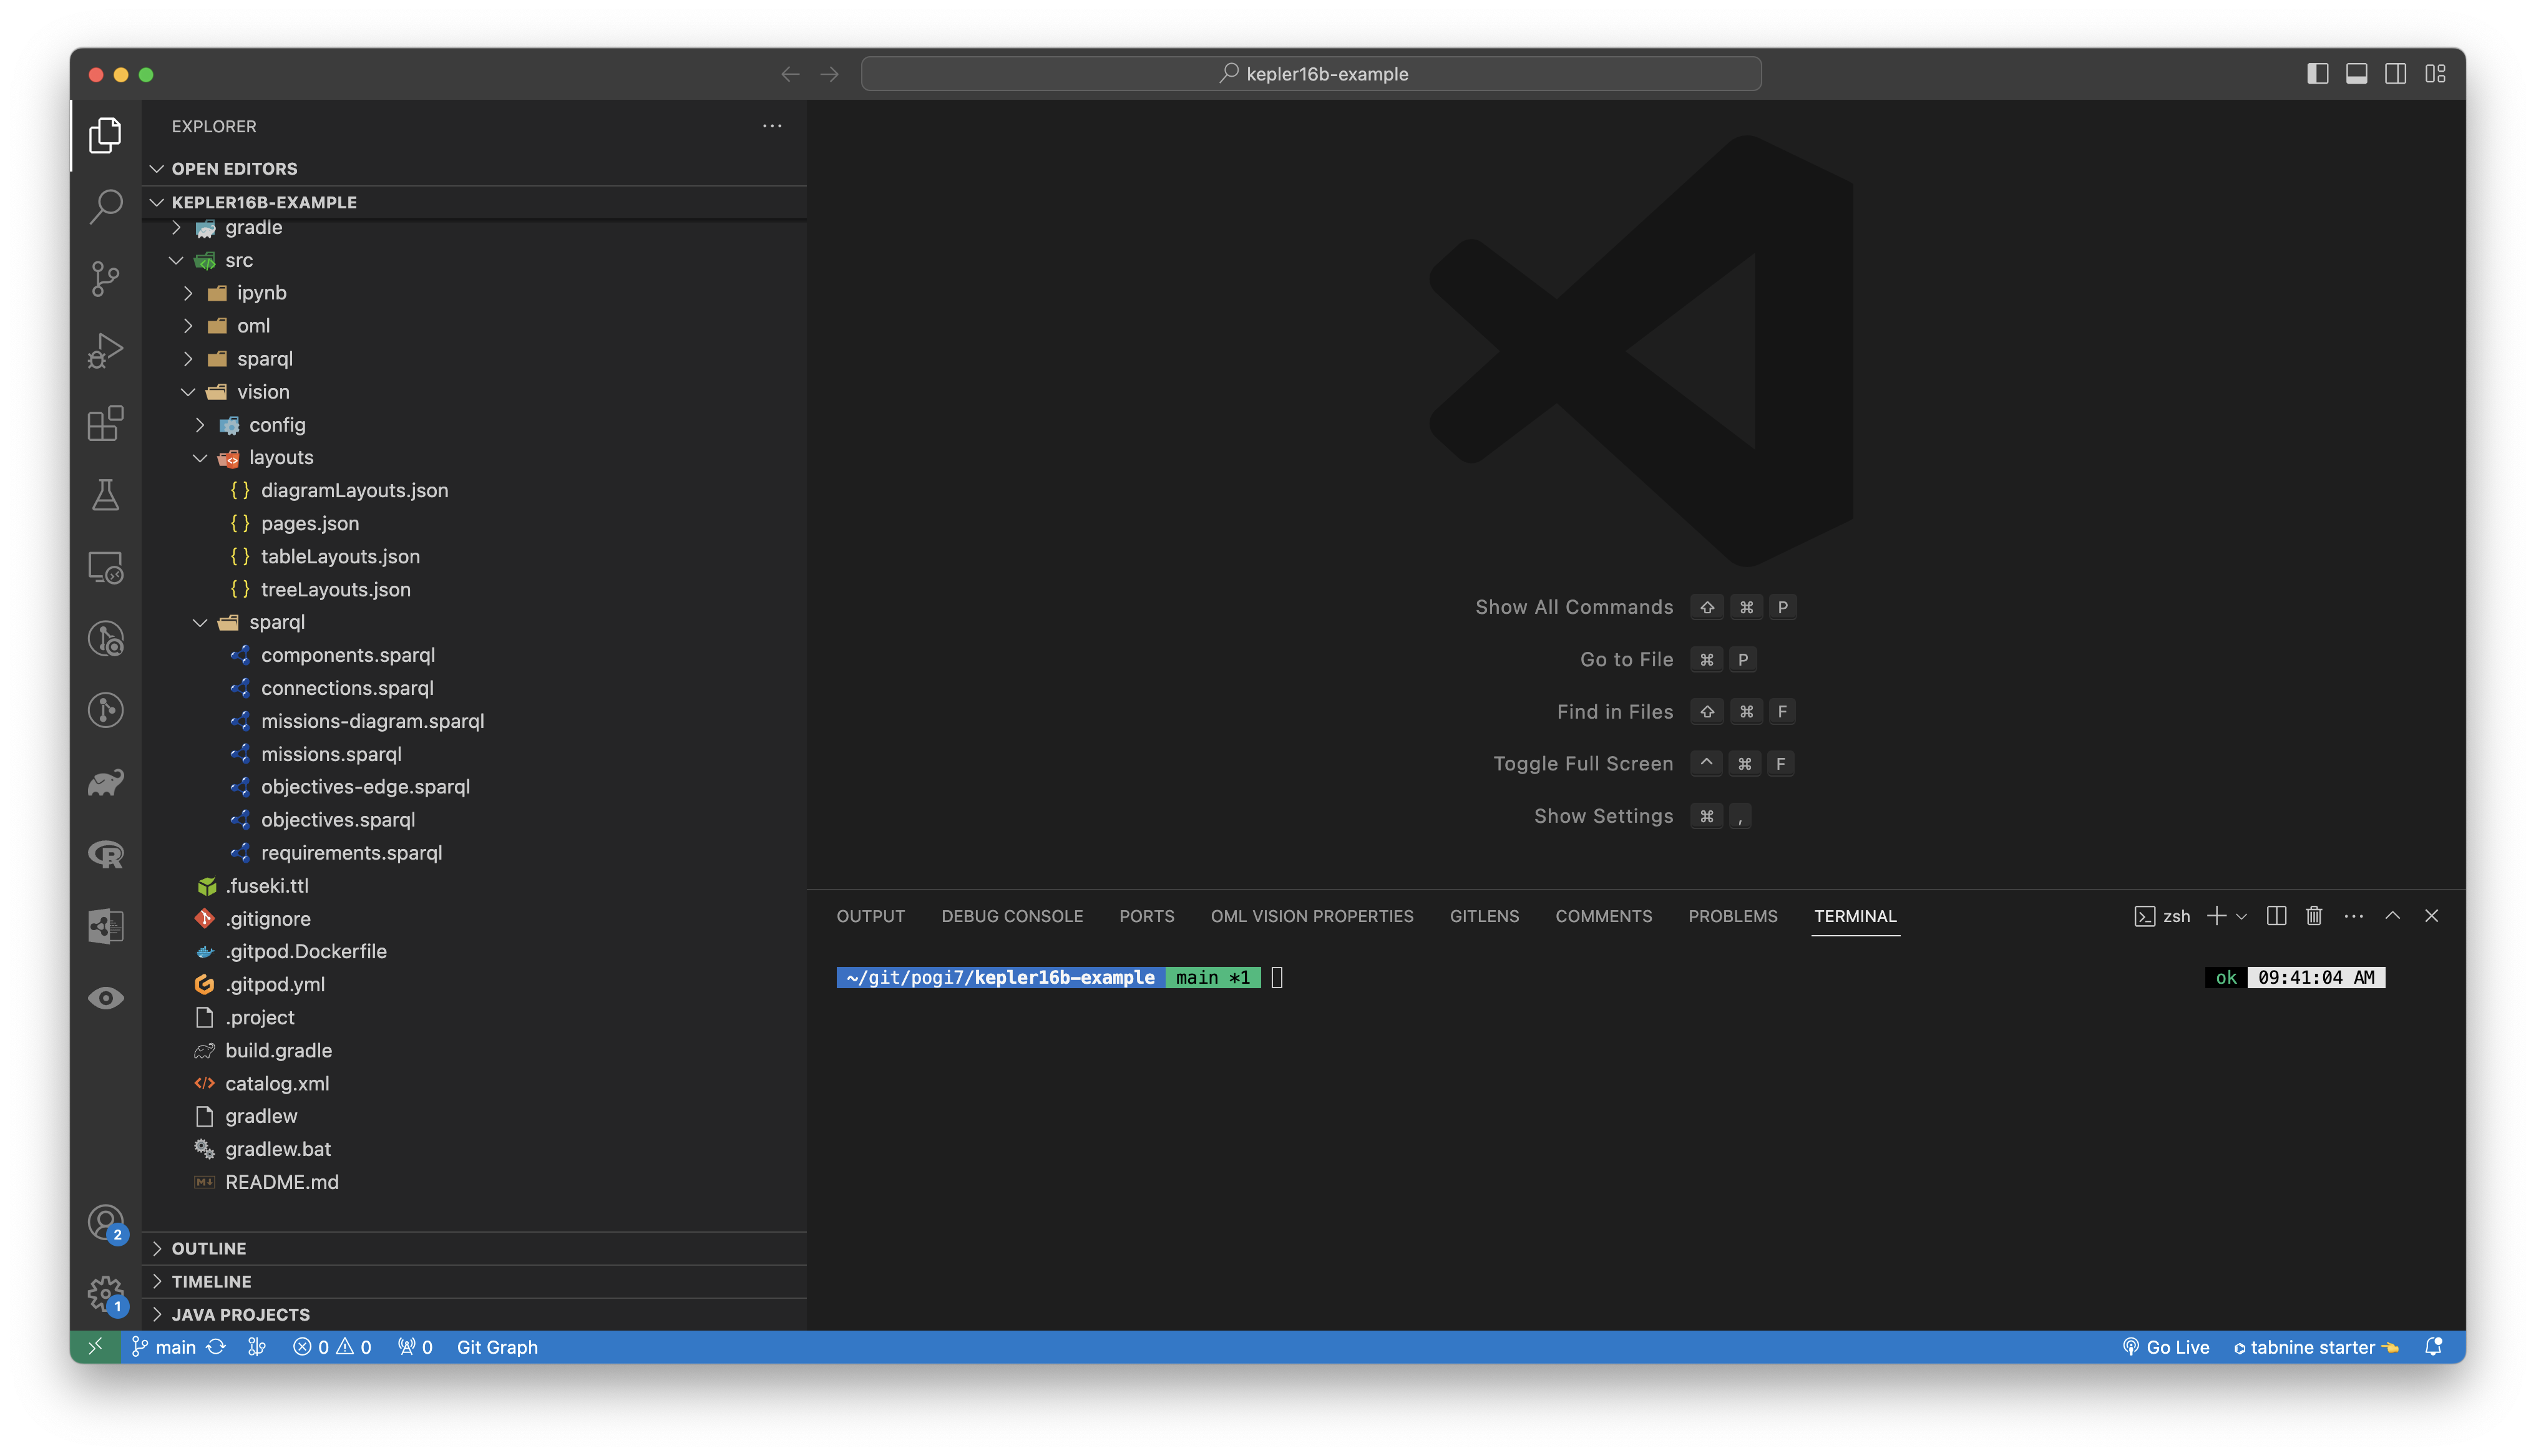 kepler16b-example
EXPLORER
OPEN EDITORS
KEPLER16B-EXAMPLE
gradle
src
ipynb
oml
sparql
vision
config
layouts
{} diagramLayouts.json
{} pages.json
{} tableLayouts.json
{} treeLayouts.json
sparql
components.sparql
connections.sparql
missions-diagram.sparql
missions.sparql
objectives-edge.sparql
objectives.sparql
requirements.sparql
.fuseki.ttl
.gitignore
.gitpod.Dockerfile
.gitpod.yml
.project
build.gradle
catalog.xml
gradlew
gradlew.bat
README.md
OUTLINE
TIMELINE
JAVA PROJECTS
2
1
Show All Commands ⇧ ⌘ P
Go to File ⌘ P
Find in Files ⇧ ⌘ F
Toggle Full Screen ^ ⌘ F
Show Settings ⌘ ,
OUTPUT DEBUG CONSOLE PORTS OML VISION PROPERTIES GITLENS COMMENTS PROBLEMS TERMINAL zsh
~/git/pogi7/kepler16b-example main *1 ok 09:41:04 AM
main 0 0 0 Git Graph Go Live tabnine starter